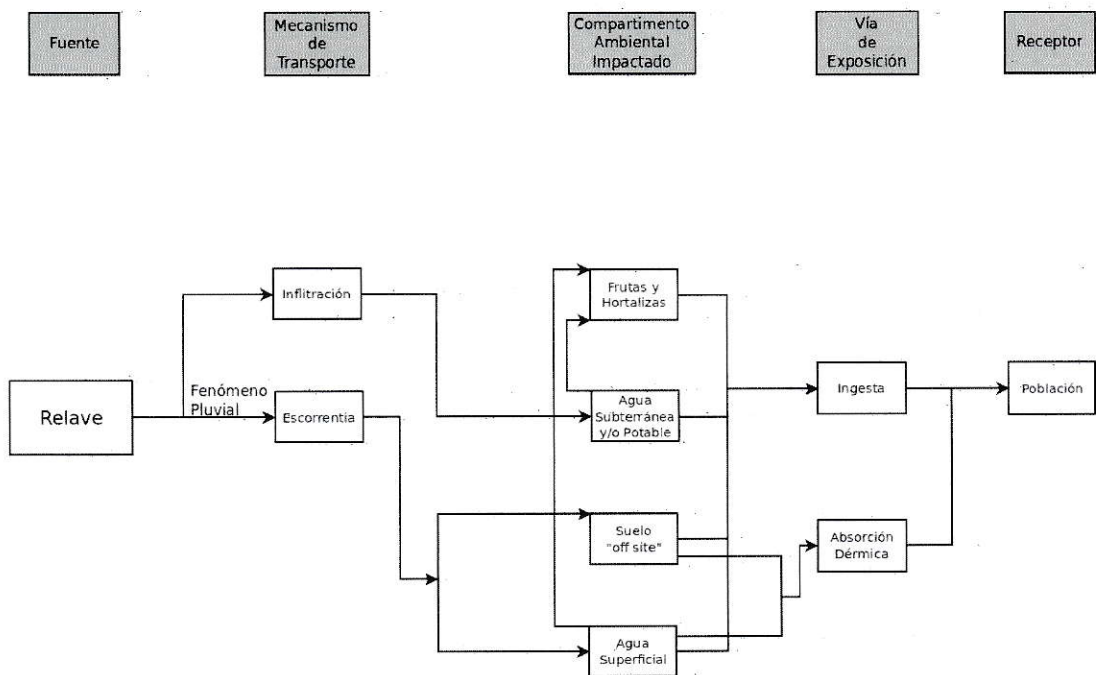 Fuente
Mecanismo
de
Transporte
Compartimento
Ambiental
Impactado
Vía
de
Exposición
Receptor
Inflitración
Frutas y
Hortalizas
Relave
Fenómeno
Pluvial
Escorrentia
Agua
Subterránea
y/o Potable
Ingesta
Población
Suelo
"off site"
Absorción
Dérmica
Agua
Superficial